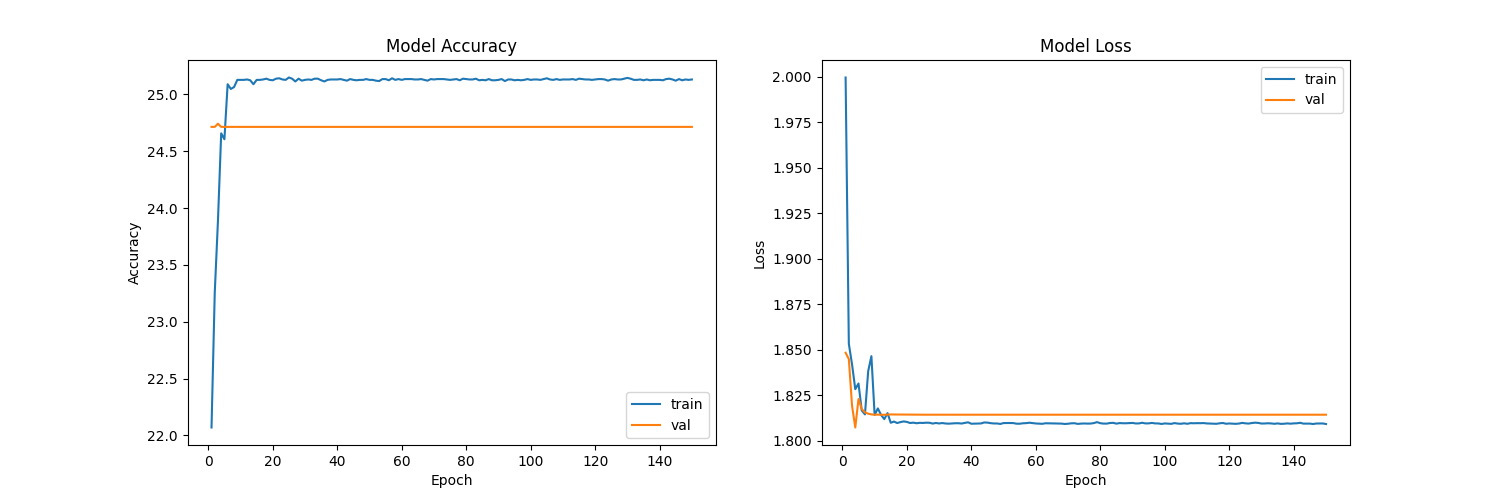 Model Accuracy
Accuracy
25.0
24.5
24.0
23.5
23.0
22.5
22.0
0 20 40 60 80 100 120 140
Epoch
train
val
Model Loss
Loss
2.000
1.975
1.950
1.925
1.900
1.875
1.850
1.825
1.800
0 20 40 60 80 100 120 140
Epoch
train
val